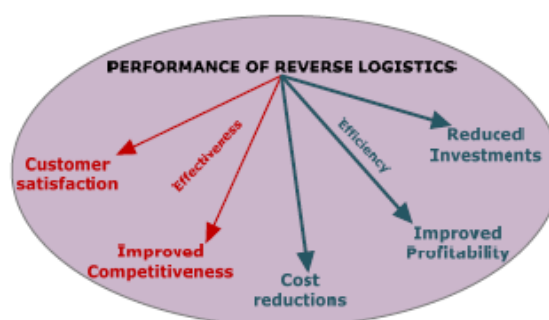 PERFORMANCE OF REVERSE LOGISTICS
Customer
satisfaction
Effectiveness
Improved
Competitiveness
Cost
reductions
Efficiency
Improved
Profitability
Reduced
Investments